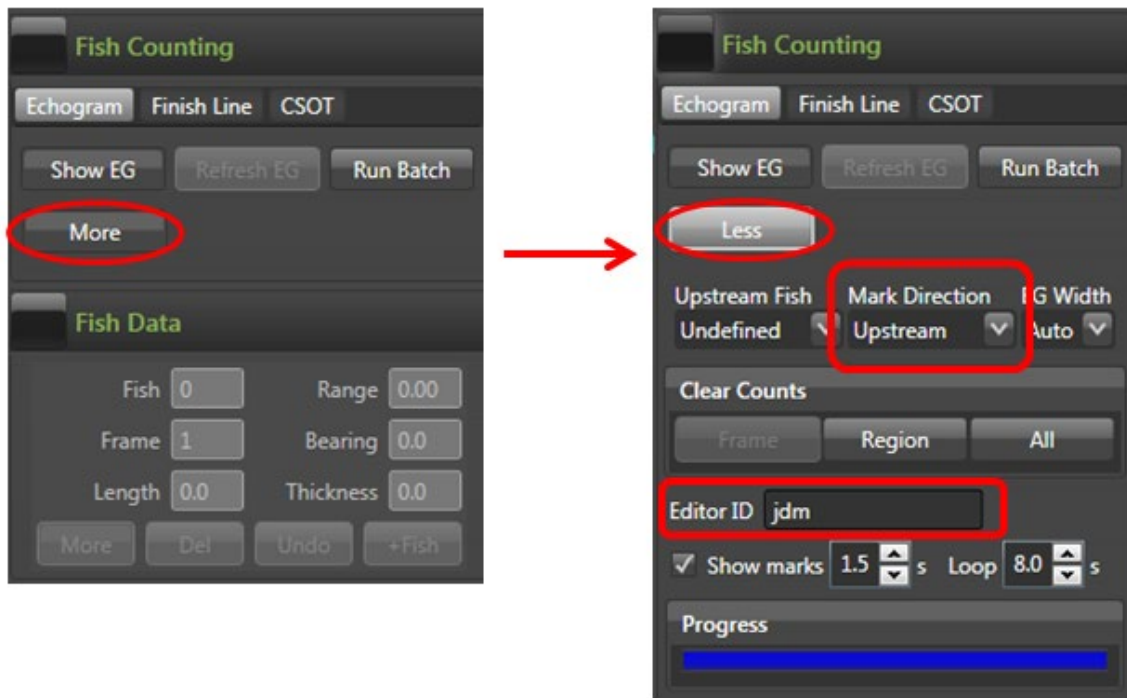 Fish Counting
Echogram Finish Line CSOT
Show EG Refresh EG Run Batch
More
Fish Data
Fish 0 Range 0.00
Frame 1 Bearing 0.0
Length 0.0 Thickness 0.0
More Del Undo +Fish
Fish Counting
Echogram Finish Line CSOT
Show EG Refresh EG Run Batch
Less
Upstream Fish Mark Direction EG Width
Undefined Upstream Auto
Clear Counts
Frame Region All
Editor ID jdm
Show marks 1.5 s Loop 8.0 s
Progress